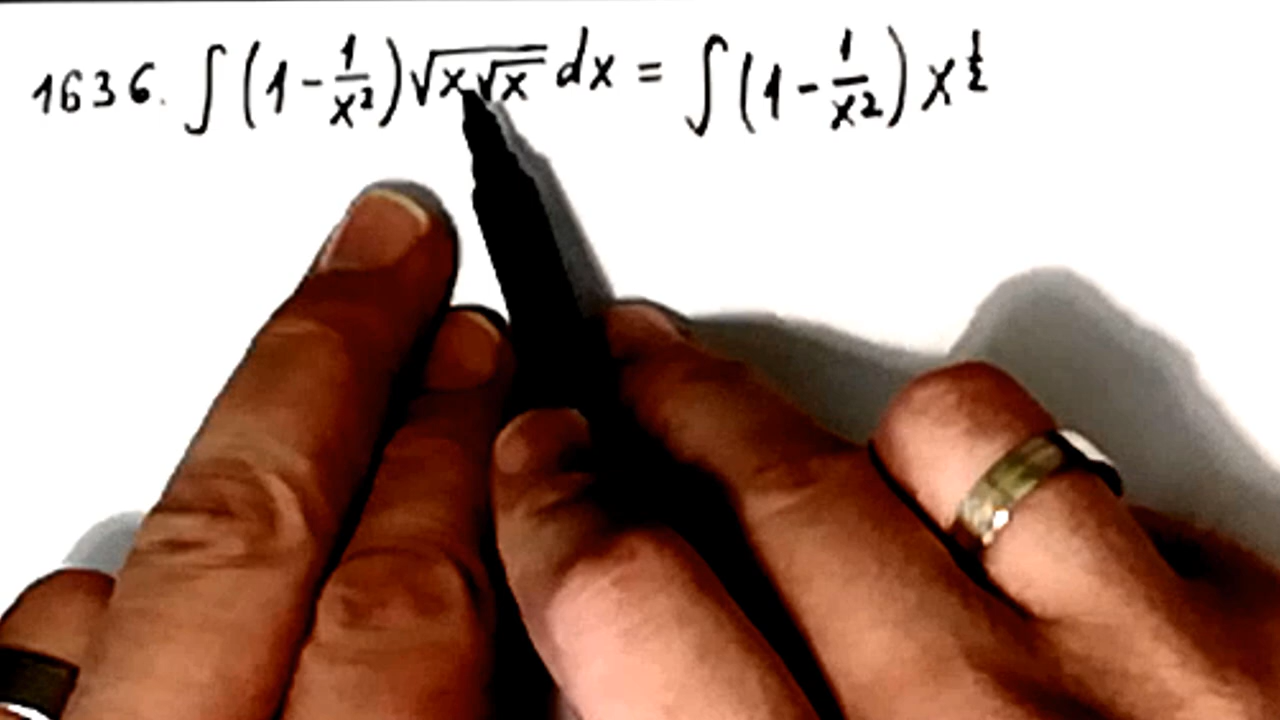 1636. ∫(1-1/x²)√(x√x) dx = ∫(1-1/x²) x^(1/2)